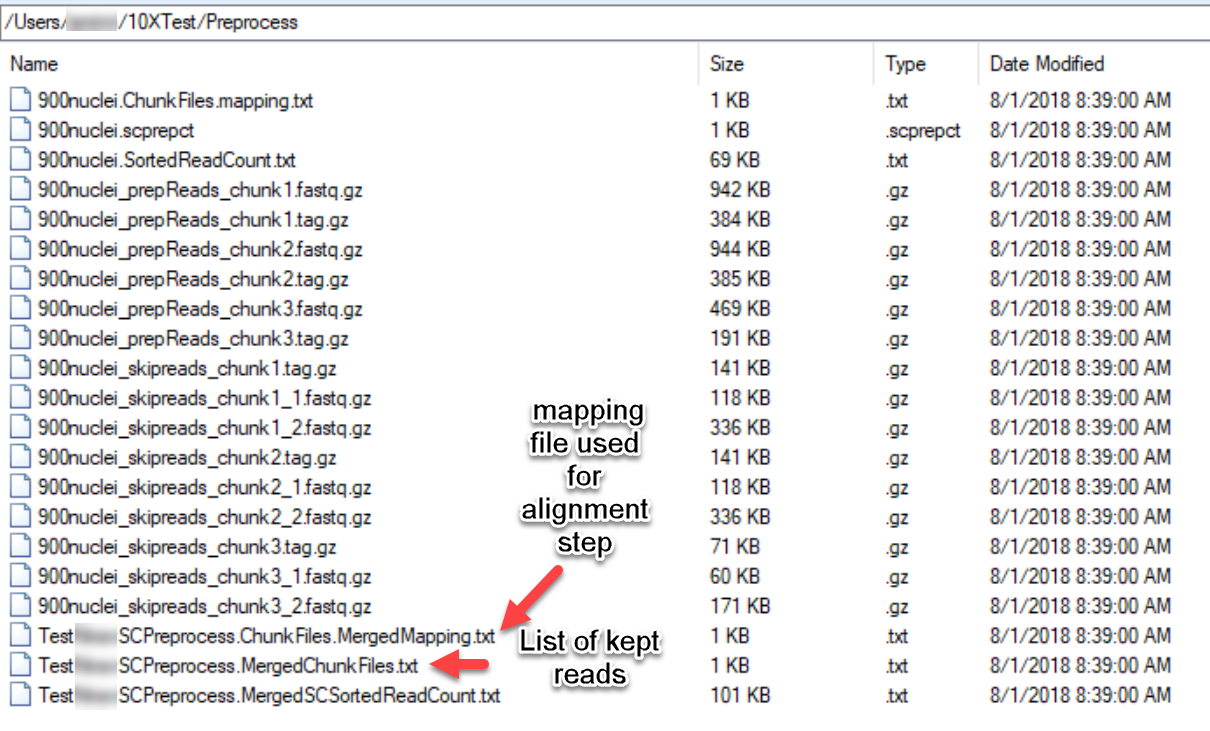 /Users/ /10XTest/Preprocess
Name Size Type Date Modified
900nuclei.ChunkFiles.mapping.txt 1 KB .txt 8/1/2018 8:39:00 AM
900nuclei.scprepct 1 KB .scprepct 8/1/2018 8:39:00 AM
900nuclei.SortedReadCount.txt 69 KB .txt 8/1/2018 8:39:00 AM
900nuclei_prepReads_chunk1.fastq.gz 942 KB .gz 8/1/2018 8:39:00 AM
900nuclei_prepReads_chunk1.tag.gz 384 KB .gz 8/1/2018 8:39:00 AM
900nuclei_prepReads_chunk2.fastq.gz 944 KB .gz 8/1/2018 8:39:00 AM
900nuclei_prepReads_chunk2.tag.gz 385 KB .gz 8/1/2018 8:39:00 AM
900nuclei_prepReads_chunk3.fastq.gz 469 KB .gz 8/1/2018 8:39:00 AM
900nuclei_prepReads_chunk3.tag.gz 191 KB .gz 8/1/2018 8:39:00 AM
900nuclei_skipreads_chunk1.tag.gz 141 KB .gz 8/1/2018 8:39:00 AM
900nuclei_skipreads_chunk1_1.fastq.gz 118 KB .gz 8/1/2018 8:39:00 AM
900nuclei_skipreads_chunk1_2.fastq.gz 336 KB .gz 8/1/2018 8:39:00 AM
900nuclei_skipreads_chunk2.tag.gz 141 KB .gz 8/1/2018 8:39:00 AM
900nuclei_skipreads_chunk2_1.fastq.gz 118 KB .gz 8/1/2018 8:39:00 AM
900nuclei_skipreads_chunk2_2.fastq.gz 336 KB .gz 8/1/2018 8:39:00 AM
900nuclei_skipreads_chunk3.tag.gz 71 KB .gz 8/1/2018 8:39:00 AM
900nuclei_skipreads_chunk3_1.fastq.gz 60 KB .gz 8/1/2018 8:39:00 AM
900nuclei_skipreads_chunk3_2.fastq.gz 171 KB .gz 8/1/2018 8:39:00 AM
Test SCPreprocess.ChunkFiles.MergedMapping.txt 1 KB .txt 8/1/2018 8:39:00 AM
Test SCPreprocess.MergedChunkFiles.txt 1 KB .txt 8/1/2018 8:39:00 AM
Test SCPreprocess.MergedSCSortedReadCount.txt 101 KB .txt 8/1/2018 8:39:00 AM
mapping
file used
for
alignment
step
List of kept
reads